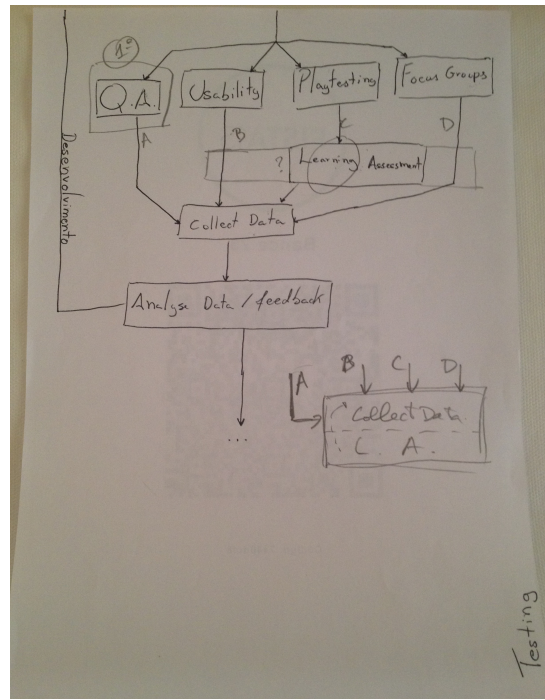 1º
Q.A.
Usability
Playtesting
Focus Groups
A
B
C
D
Desenvolvimento
?
Learning Assessment
Collect Data
Analyse Data / feedback
...
A
B
C
D
Collect Data
C. A.
Testing